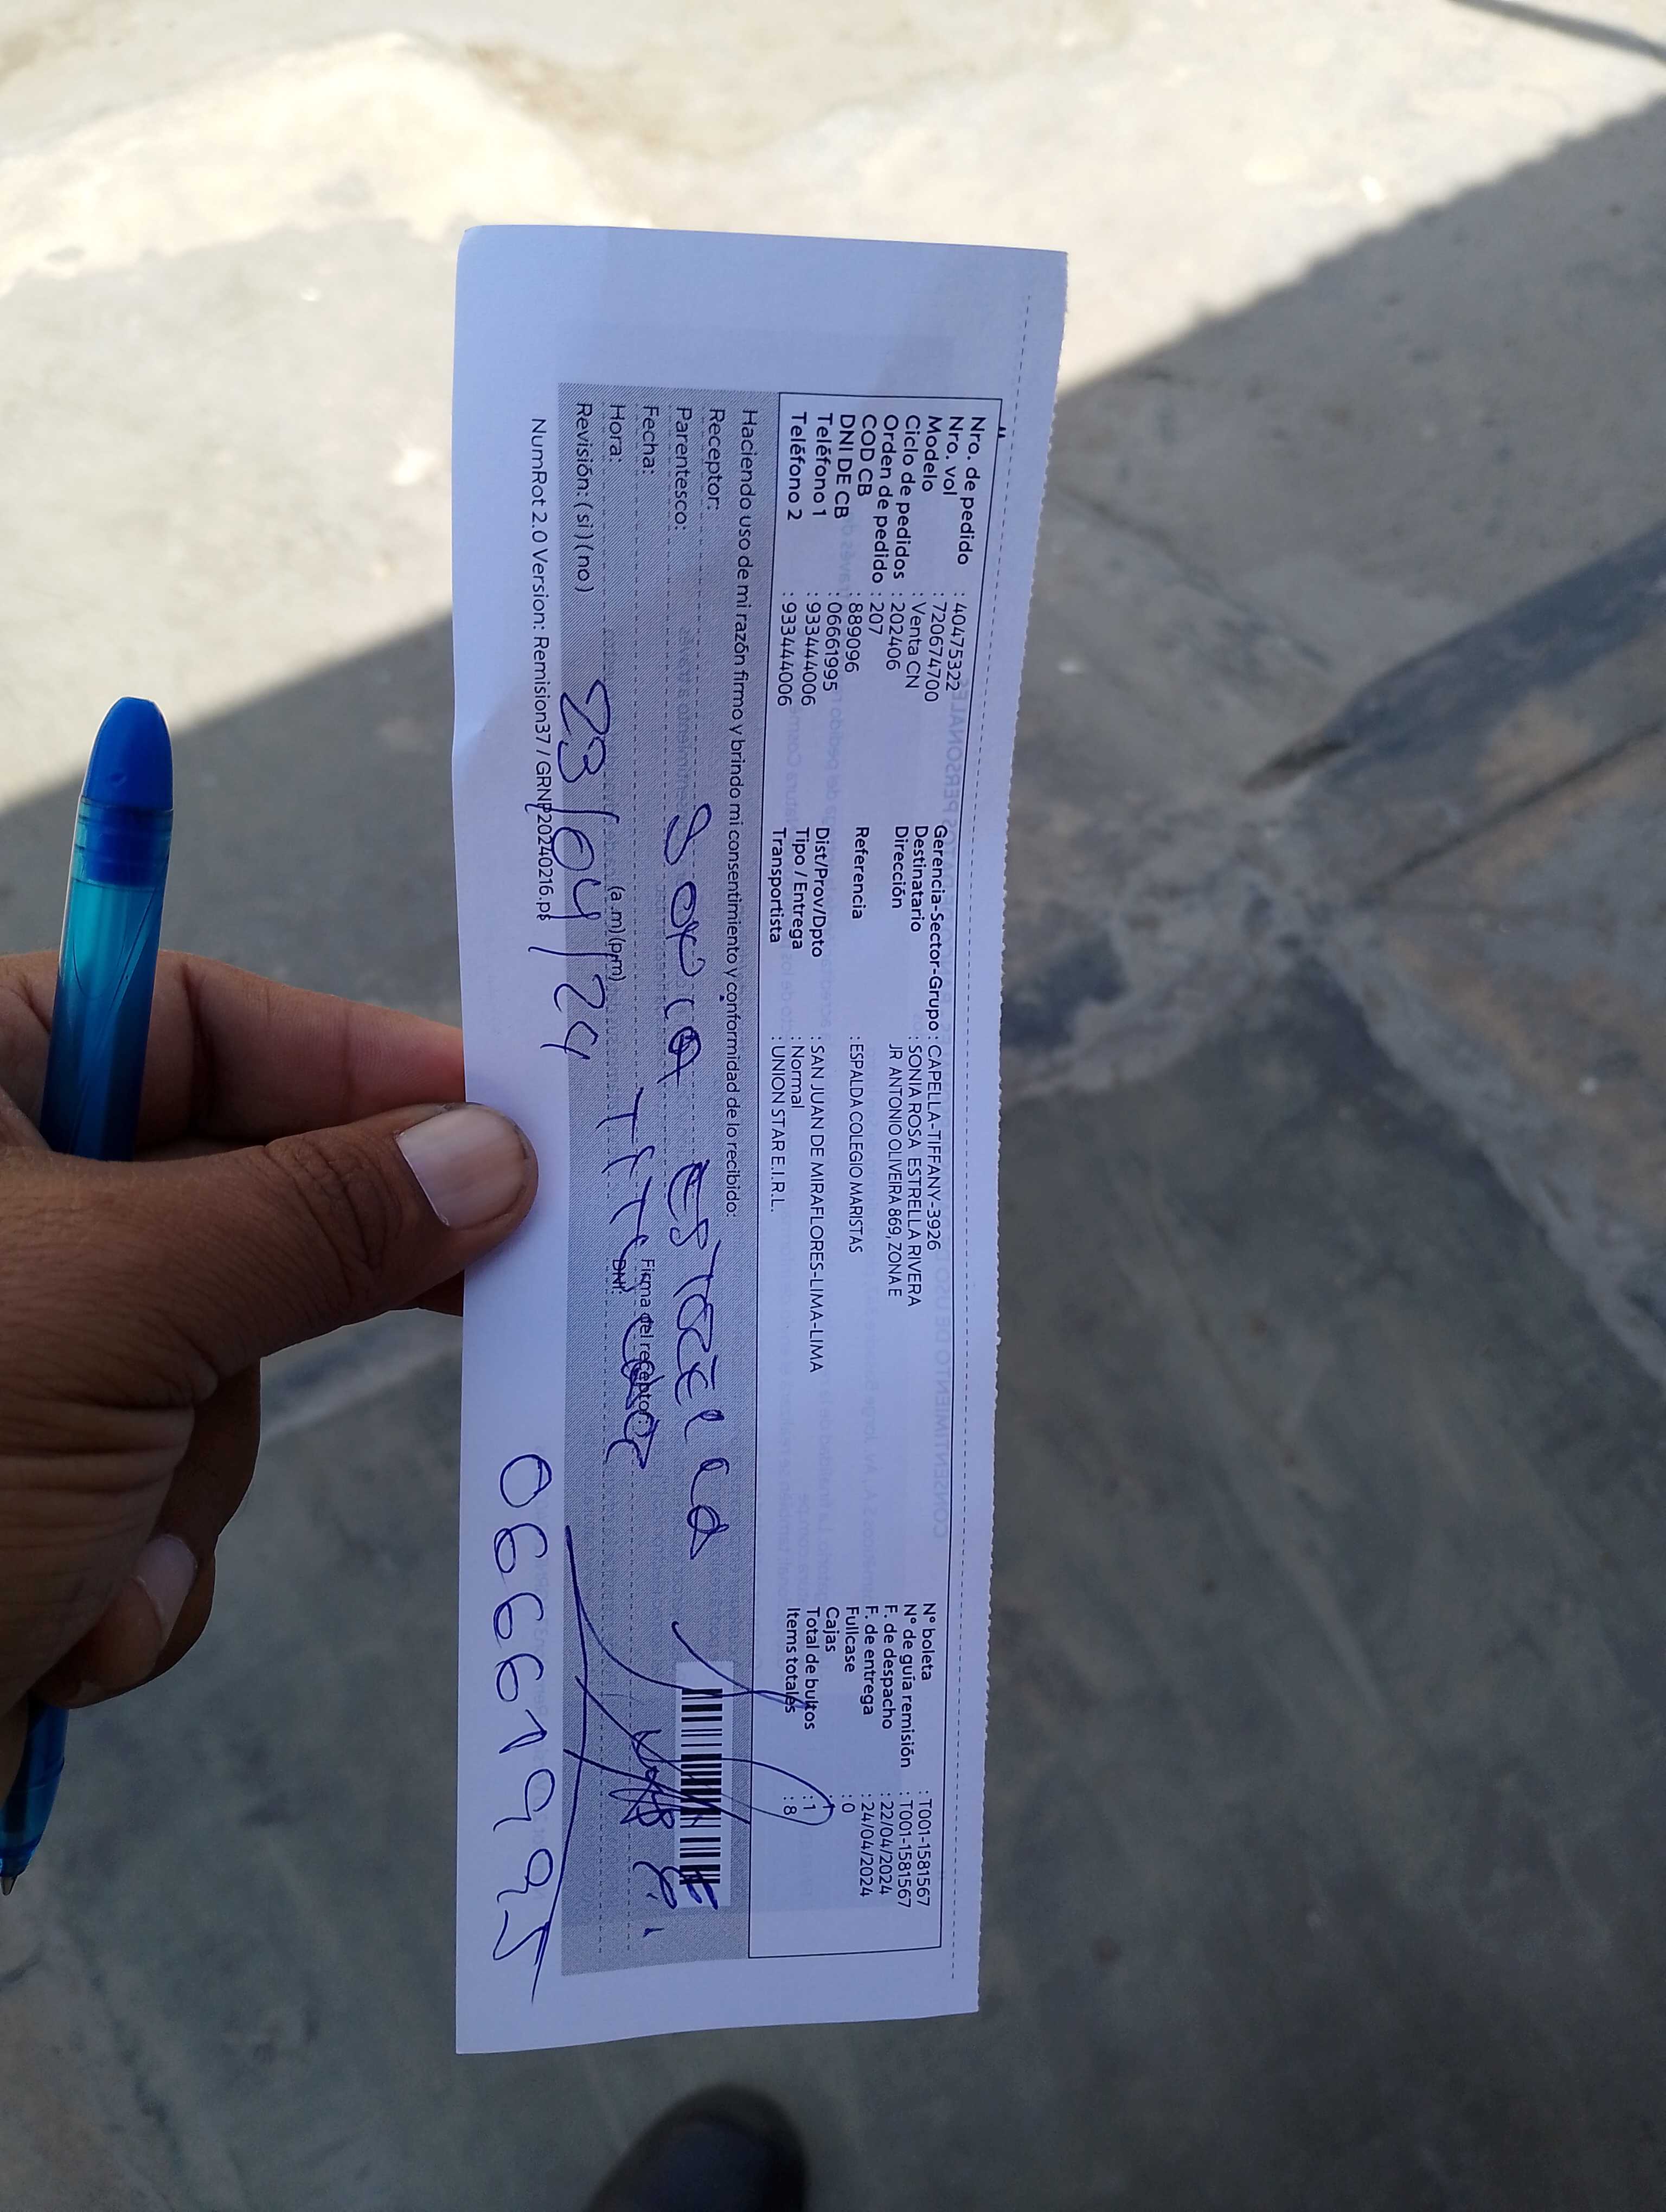 Nro. de pedido : 40475322
Nro. vol : 720674700
Modelo : Venta CN
Ciclo de pedidos : 202406
Orden de pedido : 207
COD CB : 889096
DNI DE CB : 06661995
Teléfono 1 : 933444006
Teléfono 2 : 933444006
Gerencia-Sector-Grupo : CAPELLA-TIFFANY-3926
Destinatario : SONIA ROSA ESTRELLA RIVERA
Dirección JR ANTONIO OLIVEIRA 869, ZONA E
Referencia : ESPALDA COLEGIO MARISTAS
Dist/Prov/Dpto : SAN JUAN DE MIRAFLORES-LIMA-LIMA
Tipo / Entrega : Normal
Transportista : UNION STAR E.I.R.L.
N° boleta : T001-1581567
N° de guía remisión : T001-1581567
F. de despacho : 22/04/2024
F. de entrega : 24/04/2024
Fullcase : 0
Cajas
Total de bultos : 1
Items totales : 8
Haciendo uso de mi razón firmo y brindo mi consentimiento y conformidad de lo recibido:
Receptor: Sonia Estrella
Parentesco: Titular
Fecha: 23/04/24
Firma del receptor:
Hora: (a.m) (p.m) DNI:
Revisión: (si) (no)
06661995
NumRot 2.0 Version: Remision37 / GRNP20240216.ps